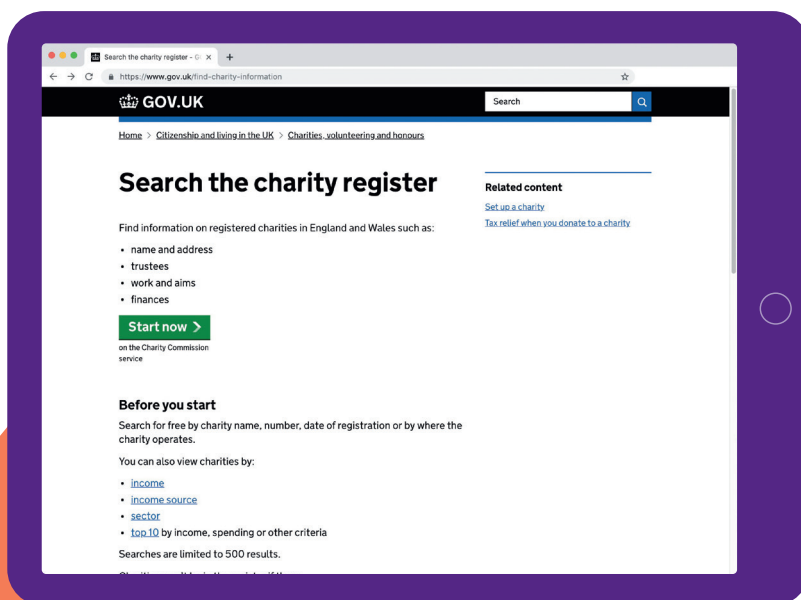 Search the charity register - G
https://www.gov.uk/find-charity-information
GOV.UK
Search
Home > Citizenship and living in the UK > Charities, volunteering and honours
Search the charity register
Related content
Set up a charity
Tax relief when you donate to a charity
Find information on registered charities in England and Wales such as:
• name and address
• trustees
• work and aims
• finances
Start now >
on the Charity Commission
service
Before you start
Search for free by charity name, number, date of registration or by where the
charity operates.
You can also view charities by:
• income
• income source
• sector
• top 10 by income, spending or other criteria
Searches are limited to 500 results.